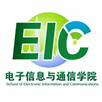 EIC
电子信息与通信学院
School of Electronic Information and Communications